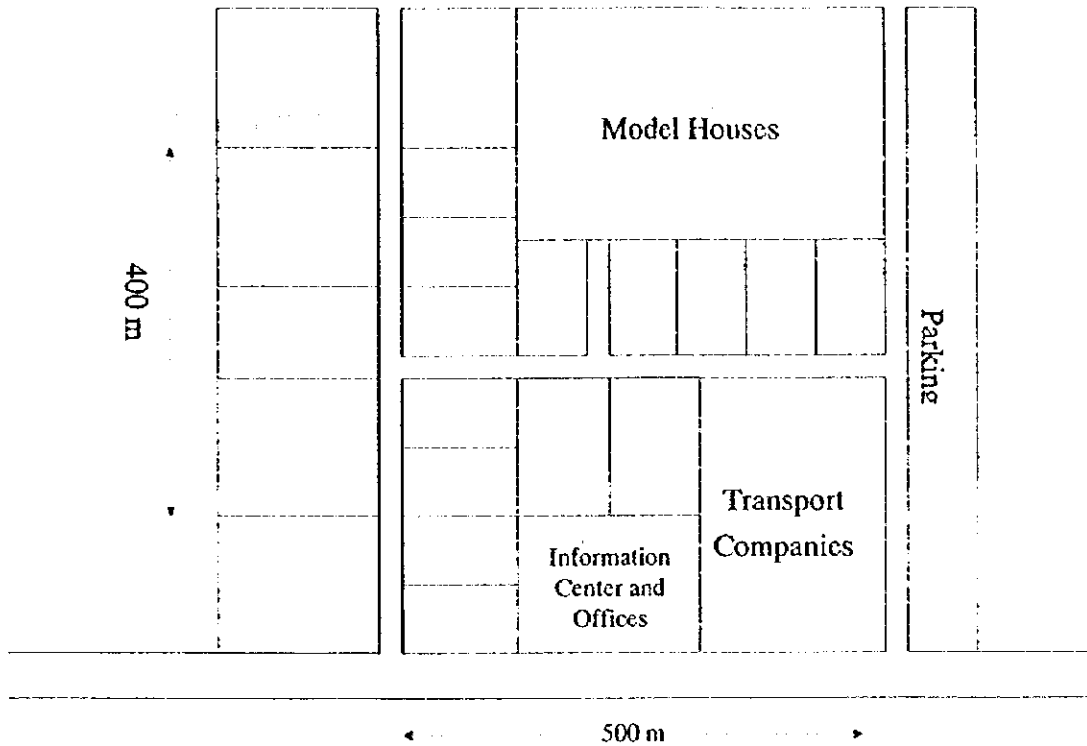 Model Houses
400 m
Parking
Transport
Companies
Information
Center and
Offices
500 m